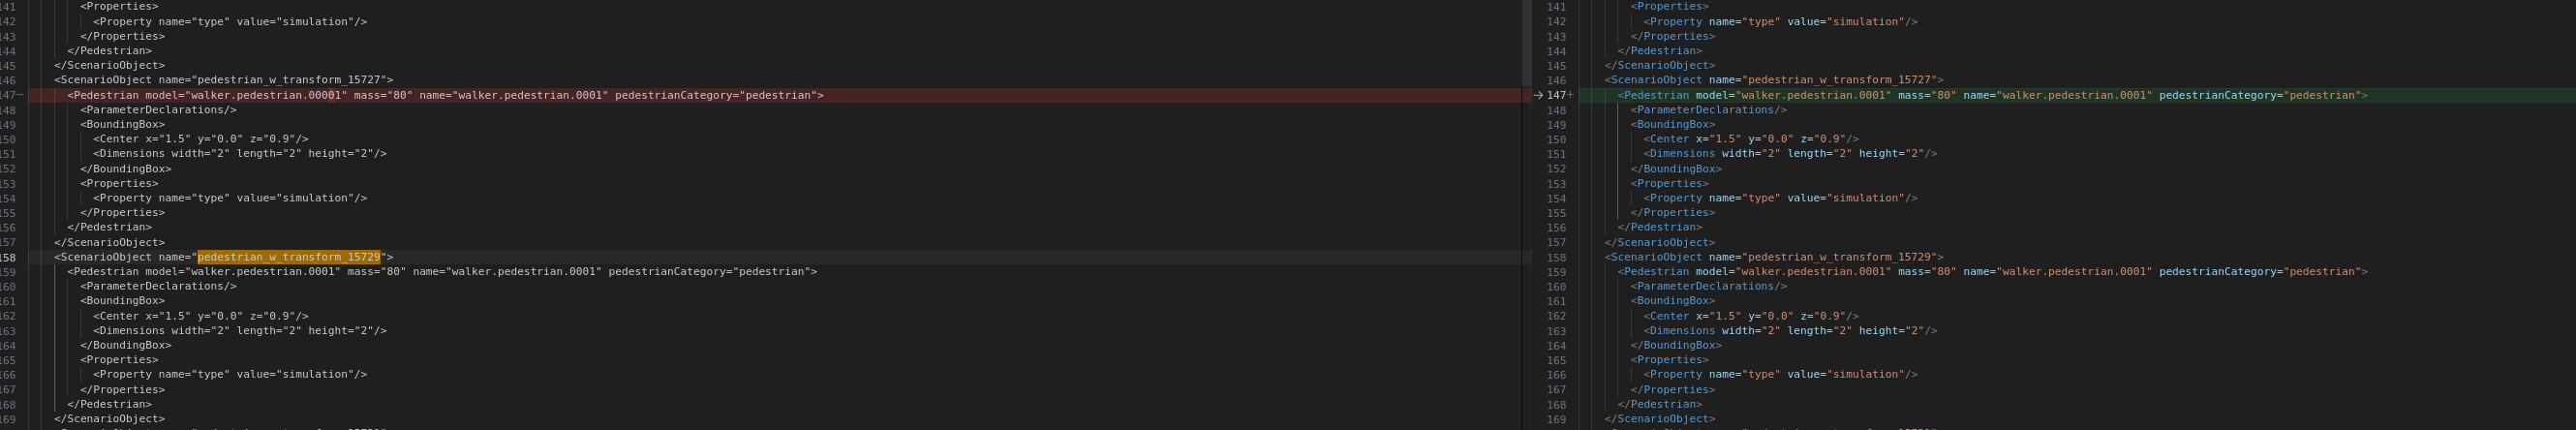 141 <Properties>
142 <Property name="type" value="simulation"/>
143 </Properties>
144 </Pedestrian>
145 </ScenarioObject>
146 <ScenarioObject name="pedestrian_w_transform_15727">
147— <Pedestrian model="walker.pedestrian.00001" mass="80" name="walker.pedestrian.0001" pedestrianCategory="pedestrian">
148 <ParameterDeclarations/>
149 <BoundingBox>
150 <Center x="1.5" y="0.0" z="0.9"/>
151 <Dimensions width="2" length="2" height="2"/>
152 </BoundingBox>
153 <Properties>
154 <Property name="type" value="simulation"/>
155 </Properties>
156 </Pedestrian>
157 </ScenarioObject>
158 <ScenarioObject name="pedestrian_w_transform_15729">
159 <Pedestrian model="walker.pedestrian.0001" mass="80" name="walker.pedestrian.0001" pedestrianCategory="pedestrian">
160 <ParameterDeclarations/>
161 <BoundingBox>
162 <Center x="1.5" y="0.0" z="0.9"/>
163 <Dimensions width="2" length="2" height="2"/>
164 </BoundingBox>
165 <Properties>
166 <Property name="type" value="simulation"/>
167 </Properties>
168 </Pedestrian>
169 </ScenarioObject>
141 <Properties>
142 <Property name="type" value="simulation"/>
143 </Properties>
144 </Pedestrian>
145 </ScenarioObject>
146 <ScenarioObject name="pedestrian_w_transform_15727">
→ 147+ <Pedestrian model="walker.pedestrian.0001" mass="80" name="walker.pedestrian.0001" pedestrianCategory="pedestrian">
148 <ParameterDeclarations/>
149 <BoundingBox>
150 <Center x="1.5" y="0.0" z="0.9"/>
151 <Dimensions width="2" length="2" height="2"/>
152 </BoundingBox>
153 <Properties>
154 <Property name="type" value="simulation"/>
155 </Properties>
156 </Pedestrian>
157 </ScenarioObject>
158 <ScenarioObject name="pedestrian_w_transform_15729">
159 <Pedestrian model="walker.pedestrian.0001" mass="80" name="walker.pedestrian.0001" pedestrianCategory="pedestrian">
160 <ParameterDeclarations/>
161 <BoundingBox>
162 <Center x="1.5" y="0.0" z="0.9"/>
163 <Dimensions width="2" length="2" height="2"/>
164 </BoundingBox>
165 <Properties>
166 <Property name="type" value="simulation"/>
167 </Properties>
168 </Pedestrian>
169 </ScenarioObject>